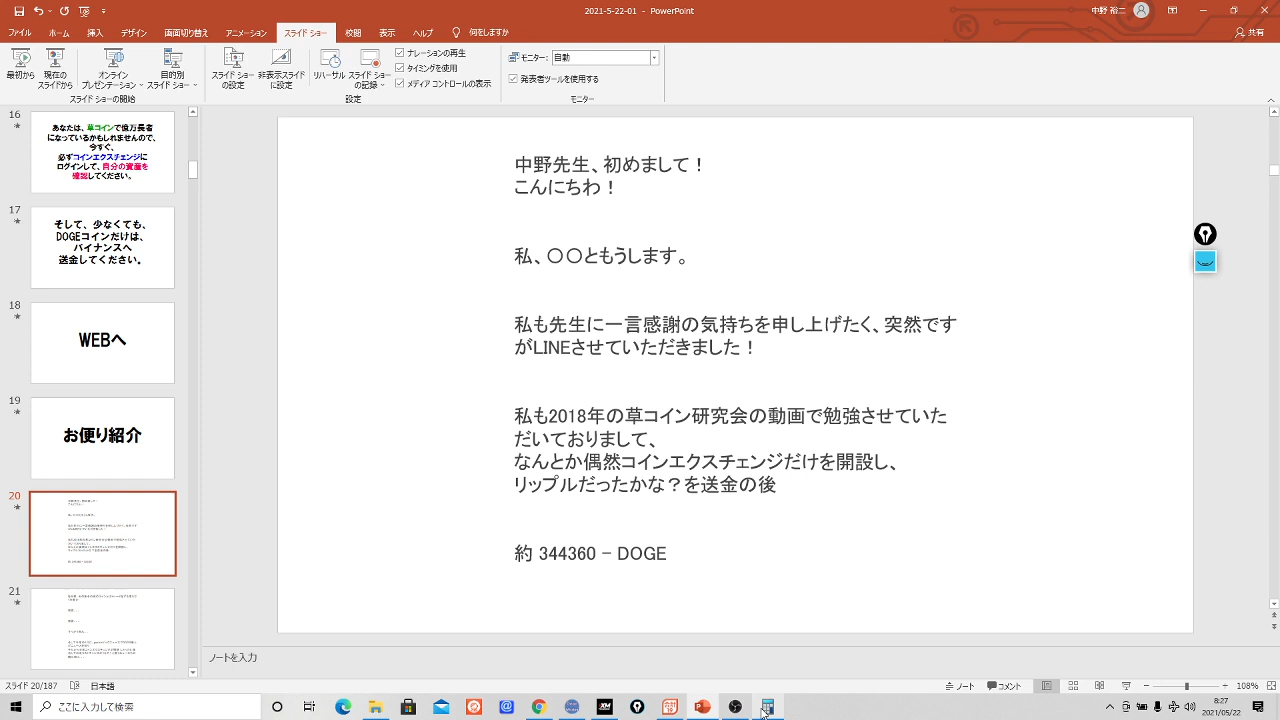 2021-5-22-01 - PowerPoint
中野 裕二
ファイル ホーム 挿入 デザイン 画面切り替え アニメーション スライド ショー 校閲 表示 ヘルプ 何をしますか 共有
最初から 現在のスライドから オンライン プレゼンテーション 目的別 スライド ショー スライド ショーの設定 非表示スライドに設定 リハーサル スライド ショーの記録
ナレーションの再生
タイミングを使用
メディア コントロールの表示
モニター: 自動
発表者ツールを使用する
スライド ショーの開始 設定 モニター
16
あなたは、草コインで億万長者
になっているかもしれませんので、
今すぐ、
必ずコインエクスチェンジに
ログインして、自分の資産を
確認してください。
17
そして、少なくても、
DOGEコインだけは、
バイナンスへ
送金してください。
18
WEBへ
19
お便り紹介
20
21
中野先生、初めまして！
こんにちわ！
私、〇〇ともうします。
私も先生に一言感謝の気持ちを申し上げたく、突然です
がLINEさせていただきました！
私も2018年の草コイン研究会の動画で勉強させていた
だいておりまして、
なんとか偶然コインエクスチェンジだけを開設し、
リップルだったかな？を送金の後
約 344360 − DOGE
ノートを入力
スライド 20/187 日本語 ノート コメント 108%
ここに入力して検索
8:27
2021/05/22